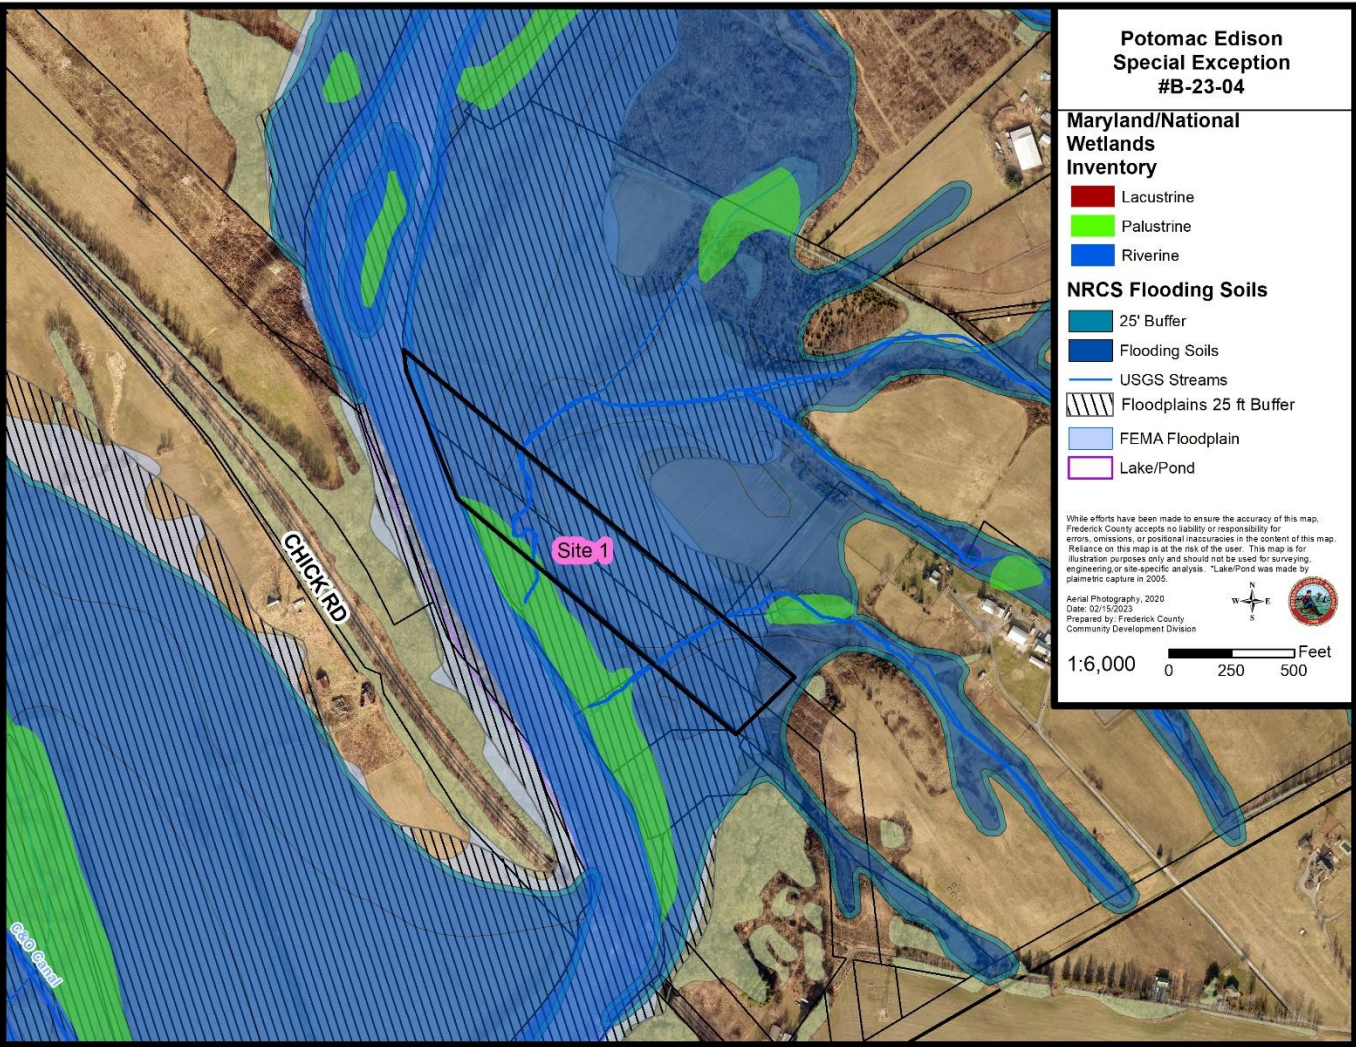 Potomac Edison
Special Exception
#B-23-04
Maryland/National
Wetlands
Inventory
Lacustrine
Palustrine
Riverine
NRCS Flooding Soils
25' Buffer
Flooding Soils
USGS Streams
Floodplains 25 ft Buffer
FEMA Floodplain
Lake/Pond
While efforts have been made to ensure the accuracy of this map,
Frederick County accepts no liability or responsibility for
errors, omissions, or positional inaccuracies in the content of this map.
Reliance on this map is at the risk of the user. This map is for
illustration purposes only and should not be used for surveying,
engineering, or site-specific analysis. *Lake/Pond was made by
plaimetric capture in 2005.
Aerial Photography, 2020
Date: 02/15/2023
Prepared by: Frederick County
Community Development Division
N
W E
S
1:6,000
Feet
0 250 500
Site 1
CHICK RD
C&O Canal